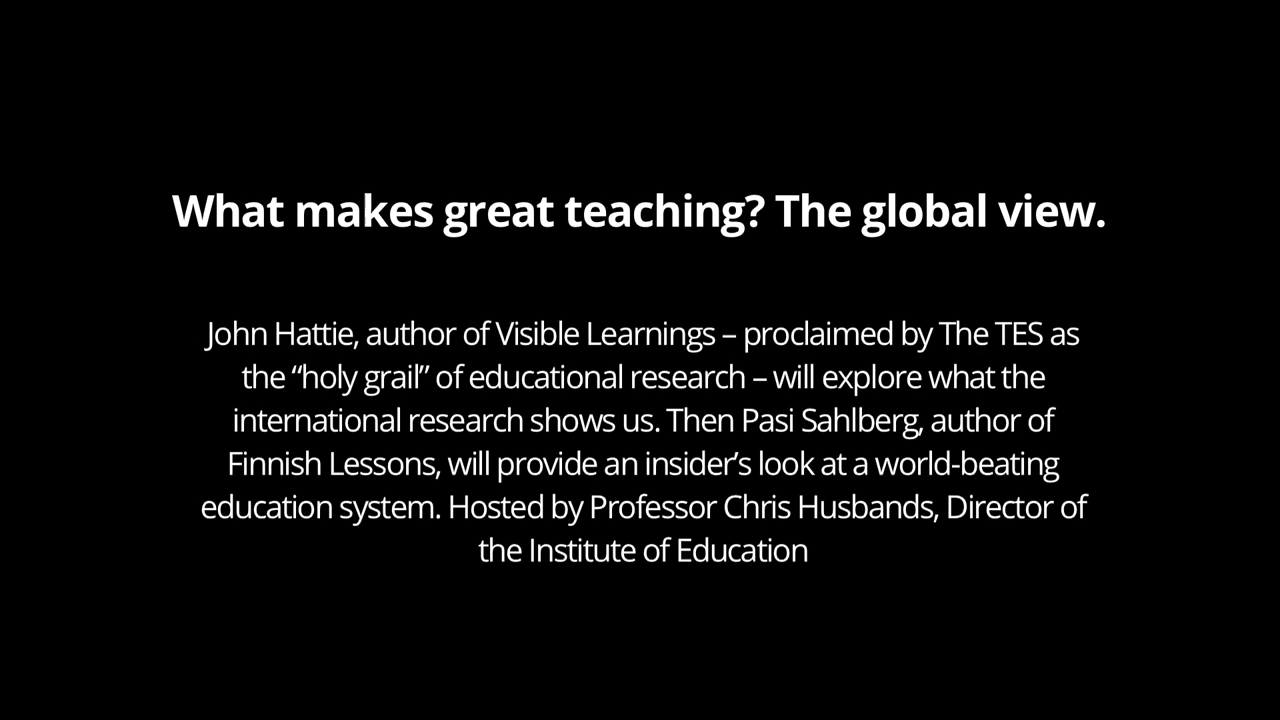 What makes great teaching? The global view.
John Hattie, author of Visible Learnings – proclaimed by The TES as
the “holy grail” of educational research – will explore what the
international research shows us. Then Pasi Sahlberg, author of
Finnish Lessons, will provide an insider’s look at a world-beating
education system. Hosted by Professor Chris Husbands, Director of
the Institute of Education